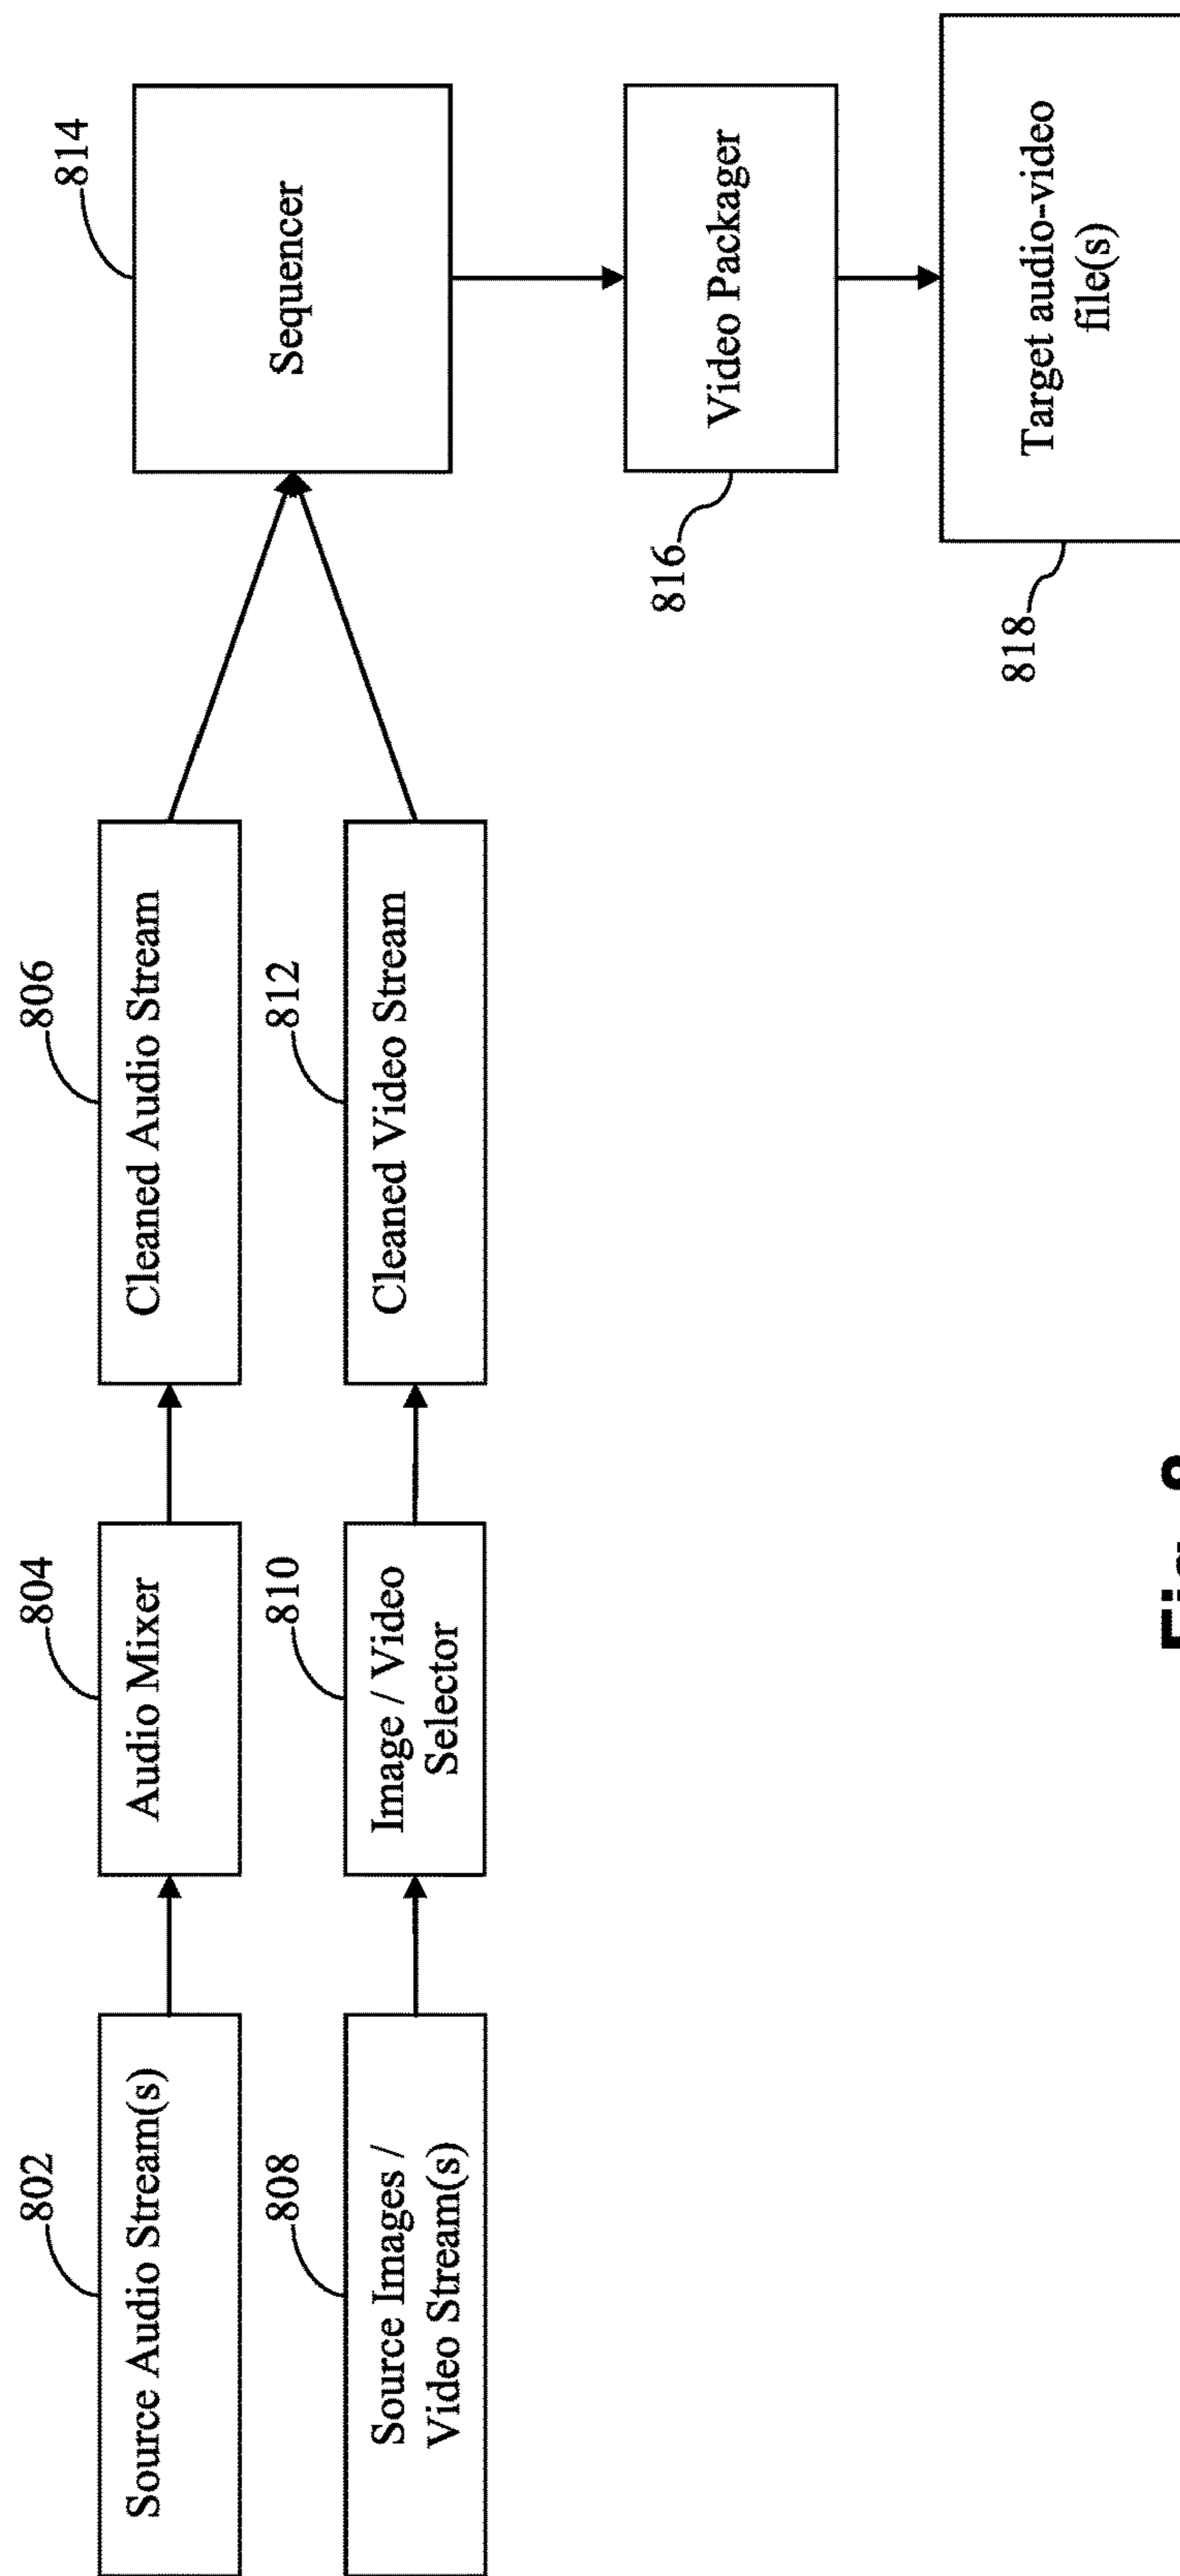 802
Source Audio Stream(s)
804
Audio Mixer
806
Cleaned Audio Stream
808
Source Images /
Video Stream(s)
810
Image / Video
Selector
812
Cleaned Video Stream
814
Sequencer
816
Video Packager
818
Target audio-video
file(s)